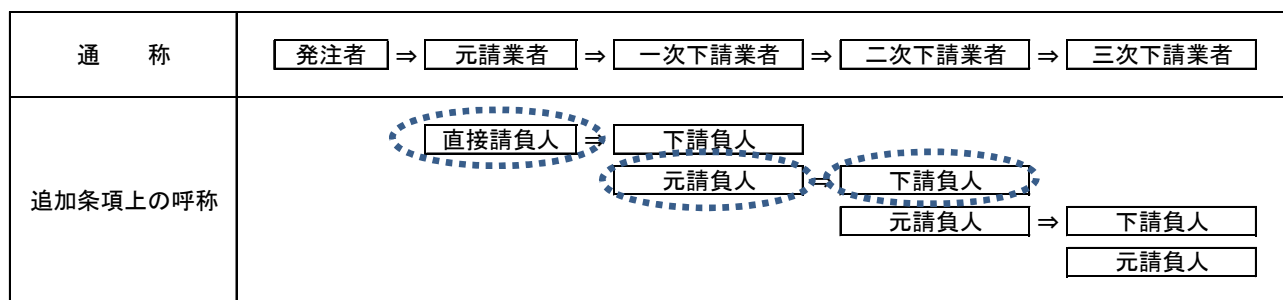 通　　称
発注者 ⇒ 元請業者 ⇒ 一次下請業者 ⇒ 二次下請業者 ⇒ 三次下請業者
追加条項上の呼称
直接請負人 ⇒ 下請負人
元請負人 ⇒ 下請負人
元請負人 ⇒ 下請負人
元請負人